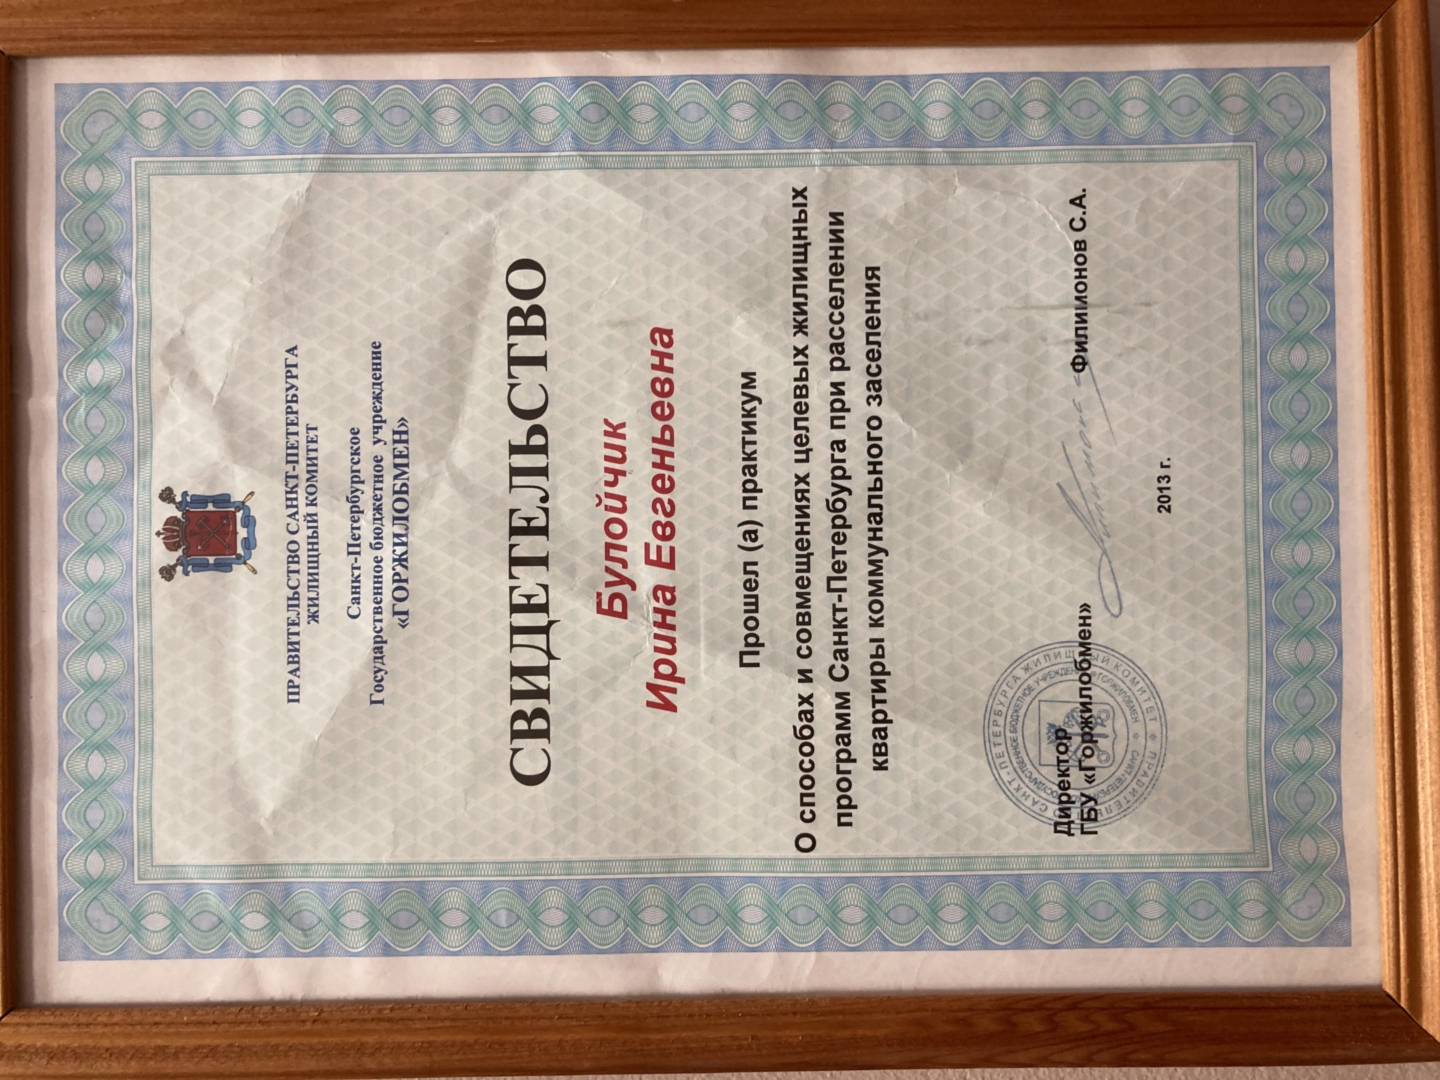 ПРАВИТЕЛЬСТВО САНКТ-ПЕТЕРБУРГА
ЖИЛИЩНЫЙ КОМИТЕТ
Санкт-Петербургское
Государственное бюджетное учреждение
«ГОРЖИЛОБМЕН»
СВИДЕТЕЛЬСТВО
Булойчик
Ирина Евгеньевна
Прошел (а) практикум
О способах и совмещениях целевых жилищных
программ Санкт-Петербурга при расселении
квартиры коммунального заселения
Директор
ГБУ «Горжилобмен»
Филимонов С.А.
2013 г.